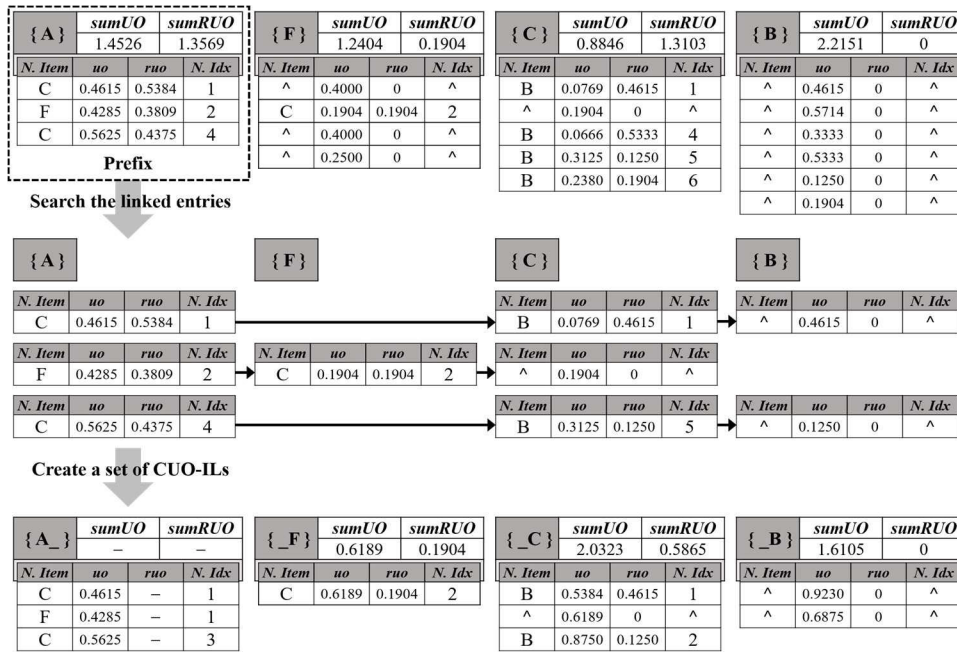 { A } sumUO sumRUO { F } sumUO sumRUO { C } sumUO sumRUO { B } sumUO sumRUO
1.4526 1.3569 1.2404 0.1904 0.8846 1.3103 2.2151 0
N. Item uo ruo N. Idx N. Item uo ruo N. Idx N. Item uo ruo N. Idx N. Item uo ruo N. Idx
C 0.4615 0.5384 1 ^ 0.4000 0 ^ B 0.0769 0.4615 1 ^ 0.4615 0 ^
F 0.4285 0.3809 2 C 0.1904 0.1904 2 ^ 0.1904 0 ^ ^ 0.5714 0 ^
C 0.5625 0.4375 4 ^ 0.4000 0 ^ B 0.0666 0.5333 4 ^ 0.3333 0 ^
Prefix ^ 0.2500 0 ^ B 0.3125 0.1250 5 ^ 0.5333 0 ^
B 0.2380 0.1904 6 ^ 0.1250 0 ^
^ 0.1904 0 ^
Search the linked entries
{ A } { F } { C } { B }
N. Item uo ruo N. Idx N. Item uo ruo N. Idx N. Item uo ruo N. Idx
C 0.4615 0.5384 1 B 0.0769 0.4615 1 ^ 0.4615 0 ^
N. Item uo ruo N. Idx N. Item uo ruo N. Idx N. Item uo ruo N. Idx
F 0.4285 0.3809 2 C 0.1904 0.1904 2 ^ 0.1904 0 ^
N. Item uo ruo N. Idx N. Item uo ruo N. Idx N. Item uo ruo N. Idx
C 0.5625 0.4375 4 B 0.3125 0.1250 5 ^ 0.1250 0 ^
Create a set of CUO-ILs
{ A_ } sumUO sumRUO { _F } sumUO sumRUO { _C } sumUO sumRUO { _B } sumUO sumRUO
– – 0.6189 0.1904 2.0323 0.5865 1.6105 0
N. Item uo ruo N. Idx N. Item uo ruo N. Idx N. Item uo ruo N. Idx N. Item uo ruo N. Idx
C 0.4615 – 1 C 0.6189 0.1904 2 B 0.5384 0.4615 1 ^ 0.9230 0 ^
F 0.4285 – 1 ^ 0.6189 0 ^ ^ 0.6875 0 ^
C 0.5625 – 3 B 0.8750 0.1250 2